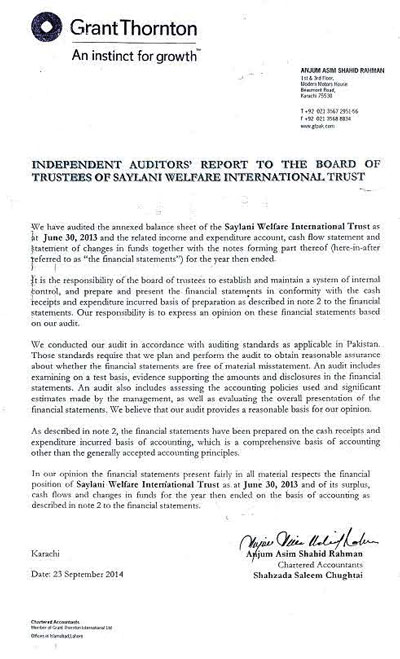 Grant Thornton
An instinct for growth™
ANJUM ASIM SHAHID RAHMAN
1st & 3rd Floor,
Modern Motors House
Beaumont Road,
Karachi 75530
T +92 021 3567 2951-56
F +92 021 3568 8834
www.gtpak.com
INDEPENDENT AUDITORS' REPORT TO THE BOARD OF
TRUSTEES OF SAYLANI WELFARE INTERNATIONAL TRUST
We have audited the annexed balance sheet of the Saylani Welfare International Trust as
at June 30, 2013 and the related income and expenditure account, cash flow statement and
statement of changes in funds together with the notes forming part thereof (here-in-after
referred to as "the financial statements") for the year then ended.
It is the responsibility of the board of trustees to establish and maintain a system of internal
control, and prepare and present the financial statements in conformity with the cash
receipts and expenditure incurred basis of preparation as described in note 2 to the financial
statements. Our responsibility is to express an opinion on these financial statements based
on our audit.
We conducted our audit in accordance with auditing standards as applicable in Pakistan.
Those standards require that we plan and perform the audit to obtain reasonable assurance
about whether the financial statements are free of material misstatement. An audit includes
examining on a test basis, evidence supporting the amounts and disclosures in the financial
statements. An audit also includes assessing the accounting policies used and significant
estimates made by the management, as well as evaluating the overall presentation of the
financial statements. We believe that our audit provides a reasonable basis for our opinion.
As described in note 2, the financial statements have been prepared on the cash receipts and
expenditure incurred basis of accounting, which is a comprehensive basis of accounting
other than the generally accepted accounting principles.
In our opinion the financial statements present fairly in all material respects the financial
position of Saylani Welfare International Trust as at June 30, 2013 and of its surplus,
cash flows and changes in funds for the year then ended on the basis of accounting as
described in note 2 to the financial statements.
Karachi
Anjum Asim Shahid Rahman
Chartered Accountants
Date: 23 September 2014
Shahzada Saleem Chughtai
Chartered Accountants
Member of Grant Thornton International Ltd
Offices in Islamabad, Lahore